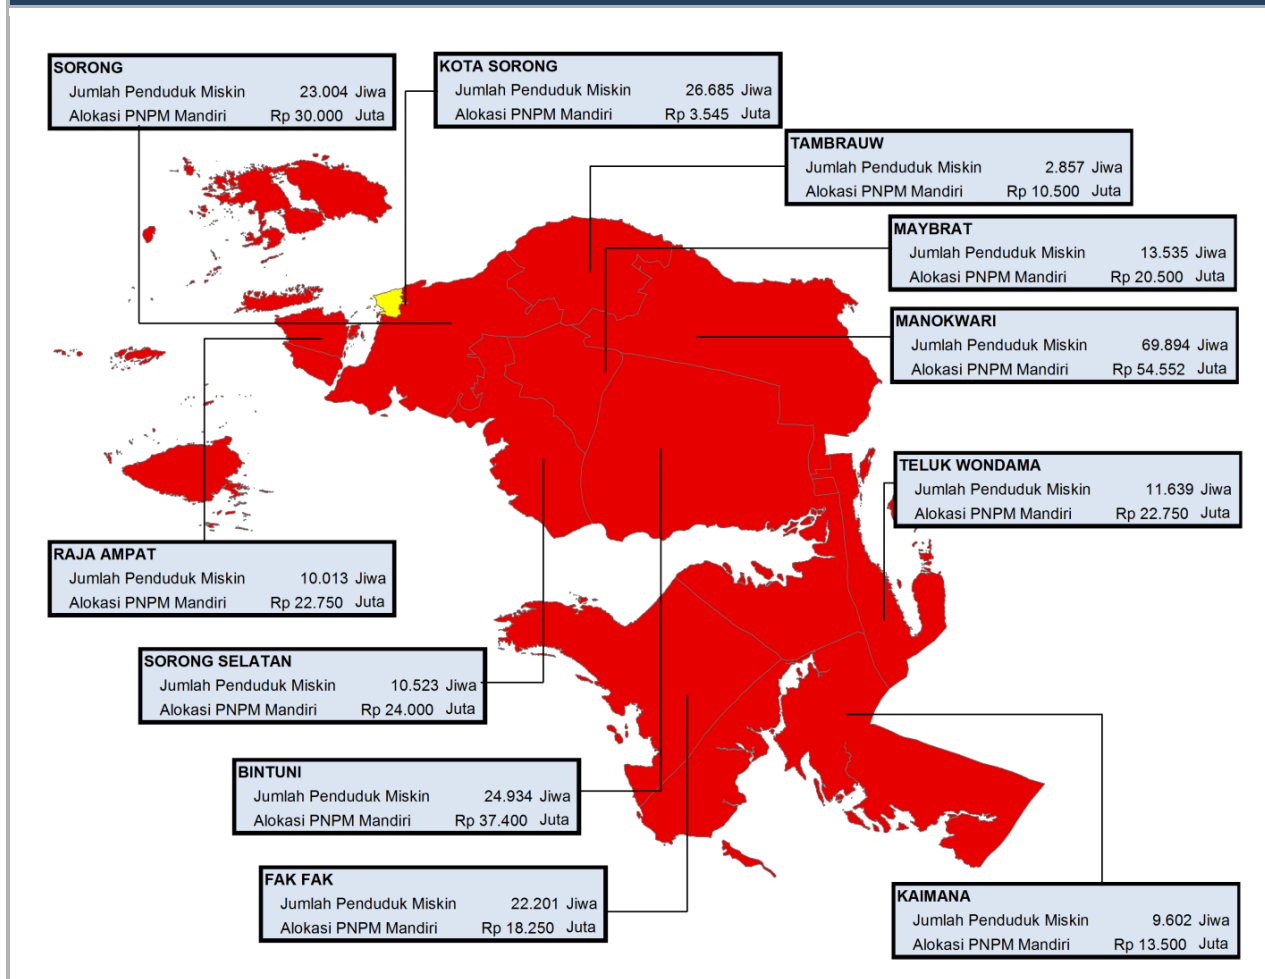 SORONG
Jumlah Penduduk Miskin 23.004 Jiwa
Alokasi PNPM Mandiri Rp 30.000 Juta
KOTA SORONG
Jumlah Penduduk Miskin 26.685 Jiwa
Alokasi PNPM Mandiri Rp 3.545 Juta
TAMBRAUW
Jumlah Penduduk Miskin 2.857 Jiwa
Alokasi PNPM Mandiri Rp 10.500 Juta
MAYBRAT
Jumlah Penduduk Miskin 13.535 Jiwa
Alokasi PNPM Mandiri Rp 20.500 Juta
MANOKWARI
Jumlah Penduduk Miskin 69.894 Jiwa
Alokasi PNPM Mandiri Rp 54.552 Juta
TELUK WONDAMA
Jumlah Penduduk Miskin 11.639 Jiwa
Alokasi PNPM Mandiri Rp 22.750 Juta
RAJA AMPAT
Jumlah Penduduk Miskin 10.013 Jiwa
Alokasi PNPM Mandiri Rp 22.750 Juta
SORONG SELATAN
Jumlah Penduduk Miskin 10.523 Jiwa
Alokasi PNPM Mandiri Rp 24.000 Juta
BINTUNI
Jumlah Penduduk Miskin 24.934 Jiwa
Alokasi PNPM Mandiri Rp 37.400 Juta
FAK FAK
Jumlah Penduduk Miskin 22.201 Jiwa
Alokasi PNPM Mandiri Rp 18.250 Juta
KAIMANA
Jumlah Penduduk Miskin 9.602 Jiwa
Alokasi PNPM Mandiri Rp 13.500 Juta